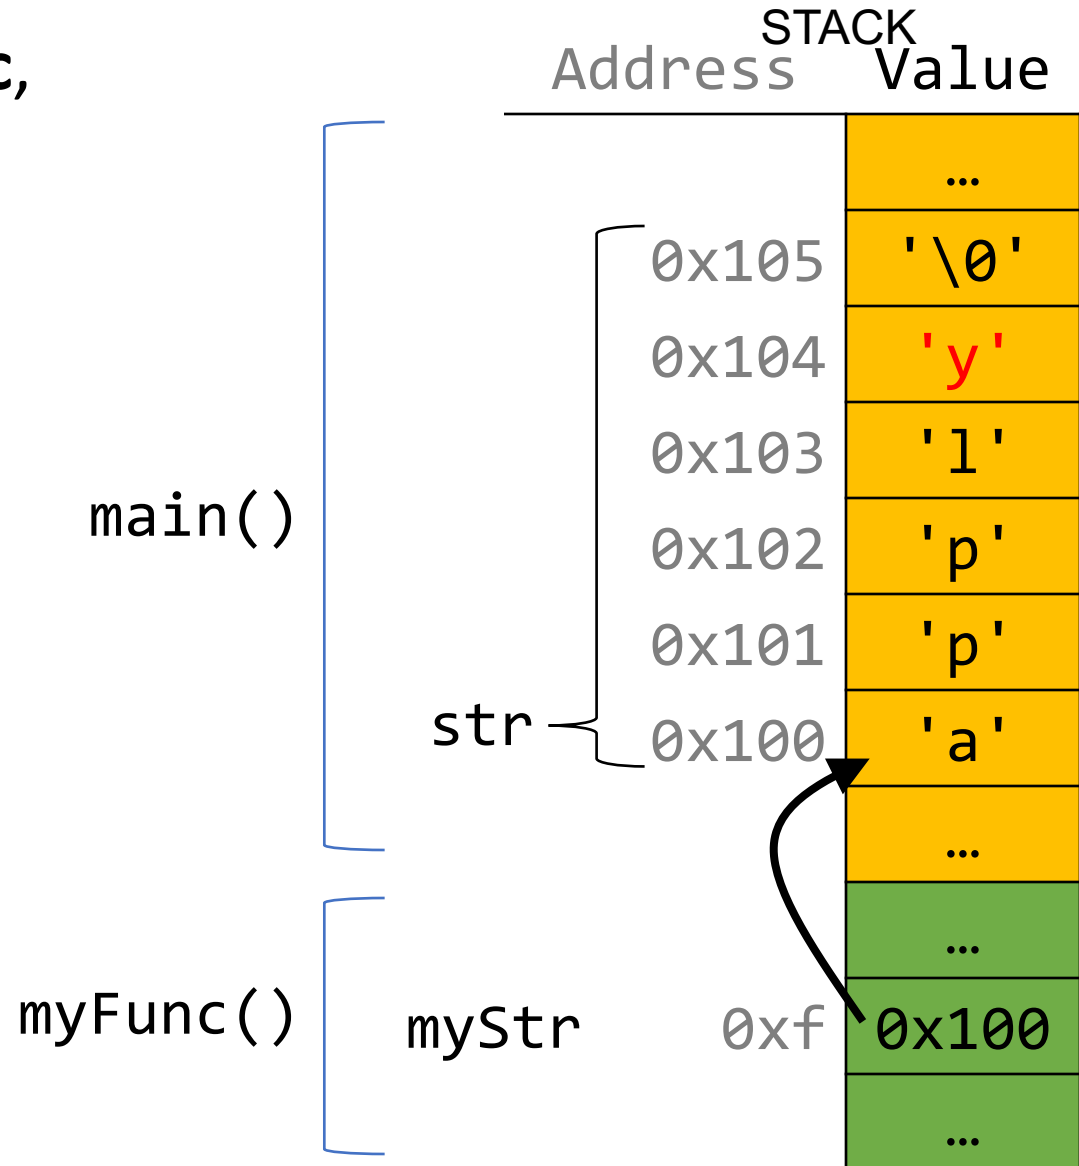 STACK
c,
Address Value
…
0x105 '\0'
0x104 'y'
0x103 'l'
main()
0x102 'p'
0x101 'p'
str 0x100 'a'
…
…
myFunc() myStr 0xf 0x100
…